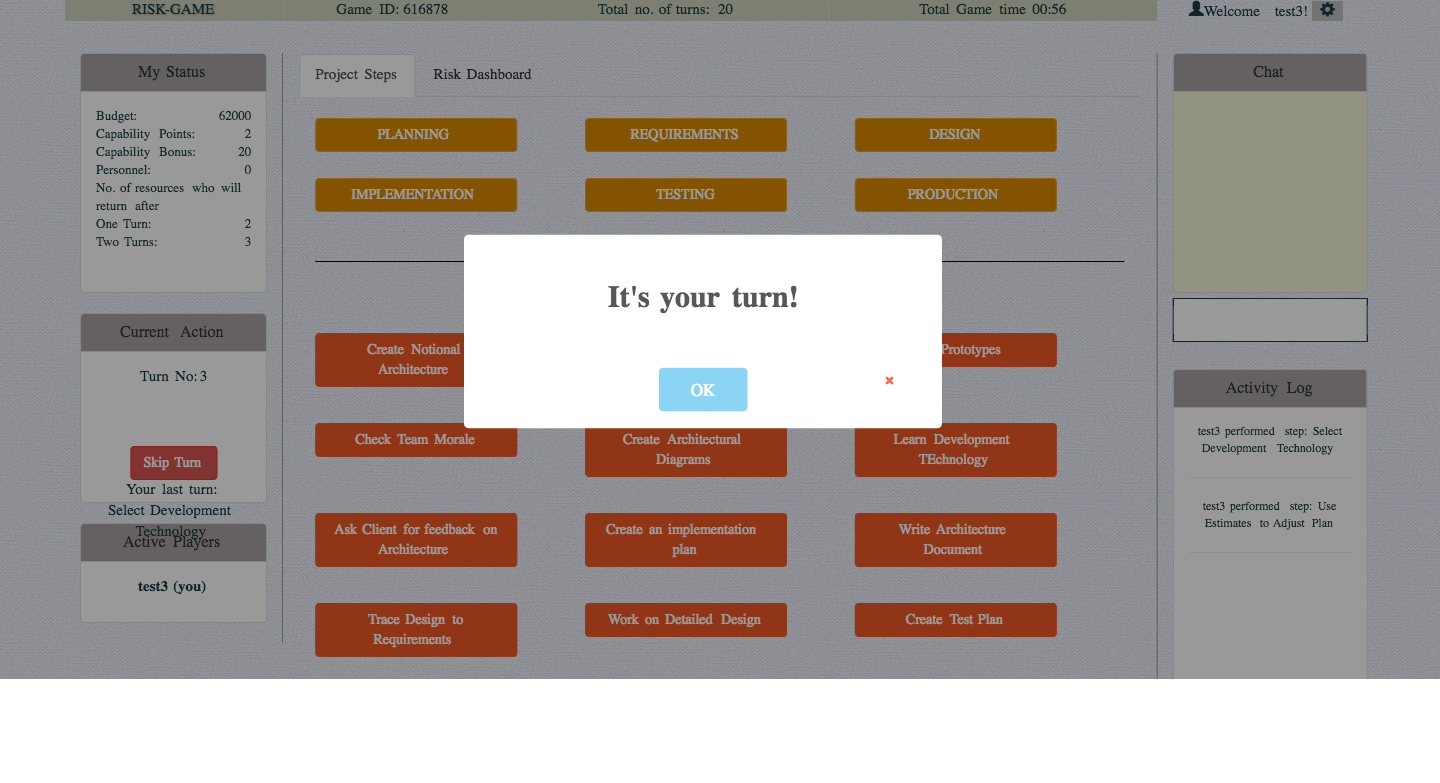 RISK-GAME
Game ID: 616878
Total no. of turns: 20
Total Game time 00:56
Welcome test3!
My Status
Budget: 62000
Capability Points: 2
Capability Bonus: 20
Personnel: 0
No. of resources who will
return after
One Turn: 2
Two Turns: 3
Current Action
Turn No: 3
Skip Turn
Your last turn:
Select Development
Technology
Active Players
test3 (you)
Project Steps
Risk Dashboard
PLANNING
REQUIREMENTS
DESIGN
IMPLEMENTATION
TESTING
PRODUCTION
It's your turn!
OK
Create Notional
Architecture
Prototypes
Check Team Morale
Create Architectural
Diagrams
Learn Development
TEchnology
Ask Client for feedback on
Architecture
Create an implementation
plan
Write Architecture
Document
Trace Design to
Requirements
Work on Detailed Design
Create Test Plan
Chat
Activity Log
test3 performed step: Select
Development Technology
test3 performed step: Use
Estimates to Adjust Plan